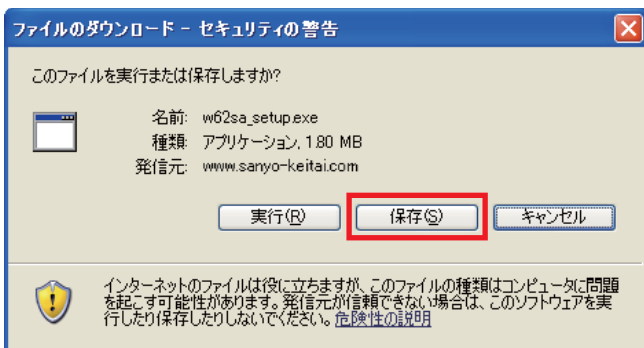 ファイルのダウンロード - セキュリティの警告
このファイルを実行または保存しますか?
名前: w62sa_setup.exe
種類: アプリケーション, 1.80 MB
発信元: www.sanyo-keitai.com
実行(R) 保存(S) キャンセル
インターネットのファイルは役に立ちますが、このファイルの種類はコンピュータに問題
を起こす可能性があります。発信元が信頼できない場合は、このソフトウェアを実
行したり保存したりしないでください。危険性の説明